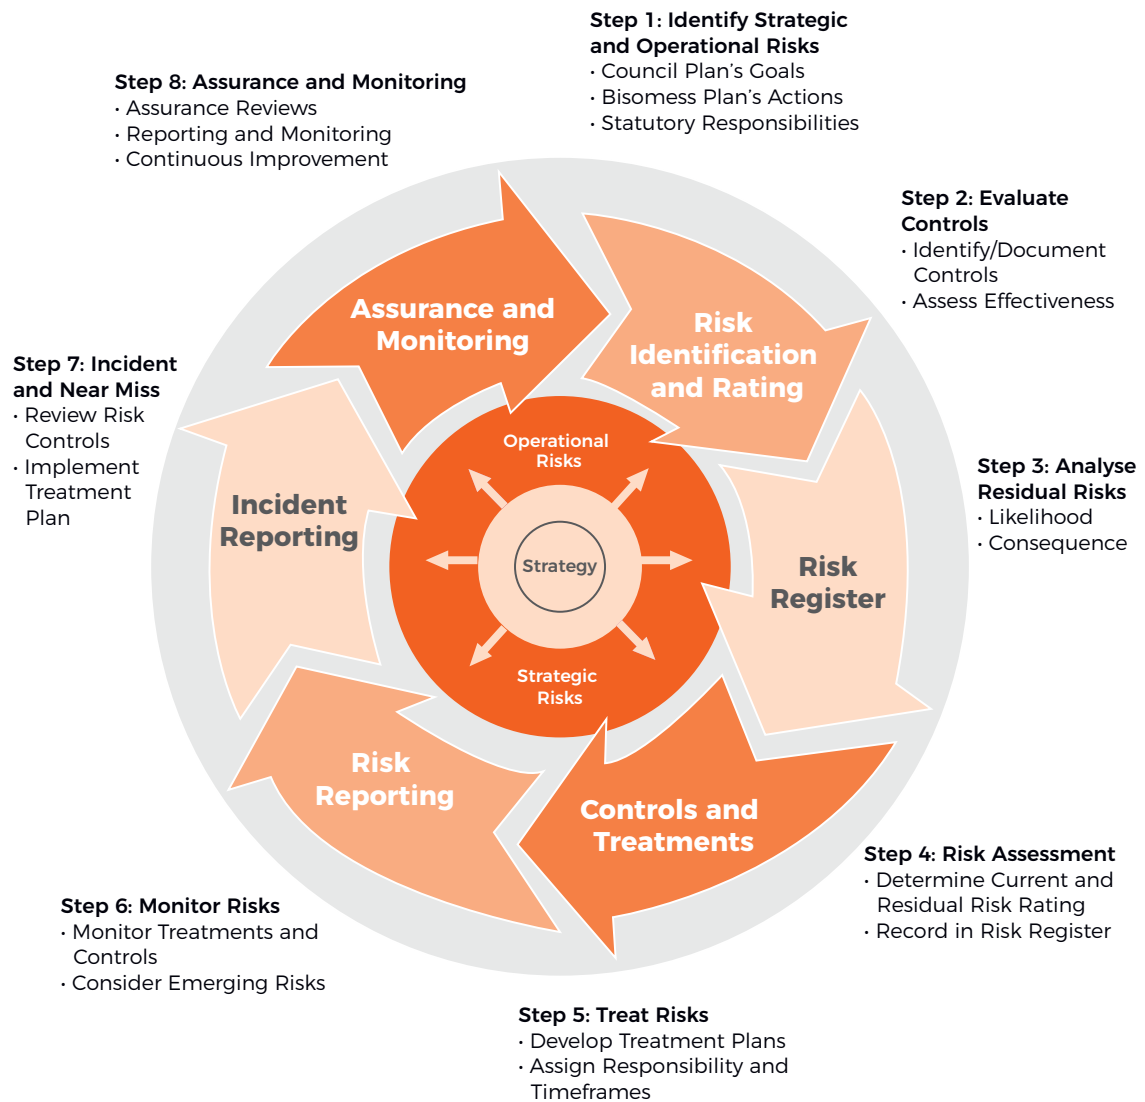 Step 1: Identify Strategic
and Operational Risks
• Council Plan's Goals
• Bisomess Plan's Actions
• Statutory Responsibilities
Step 2: Evaluate
Controls
• Identify/Document
Controls
• Assess Effectiveness
Step 3: Analyse
Residual Risks
• Likelihood
• Consequence
Step 4: Risk Assessment
• Determine Current and
Residual Risk Rating
• Record in Risk Register
Step 5: Treat Risks
• Develop Treatment Plans
• Assign Responsibility and
Timeframes
Step 6: Monitor Risks
• Monitor Treatments and
Controls
• Consider Emerging Risks
Step 7: Incident
and Near Miss
• Review Risk
Controls
• Implement
Treatment
Plan
Step 8: Assurance and Monitoring
• Assurance Reviews
• Reporting and Monitoring
• Continuous Improvement
Assurance and
Monitoring
Risk
Identification
and Rating
Risk
Register
Controls and
Treatments
Risk
Reporting
Incident
Reporting
Operational
Risks
Strategy
Strategic
Risks